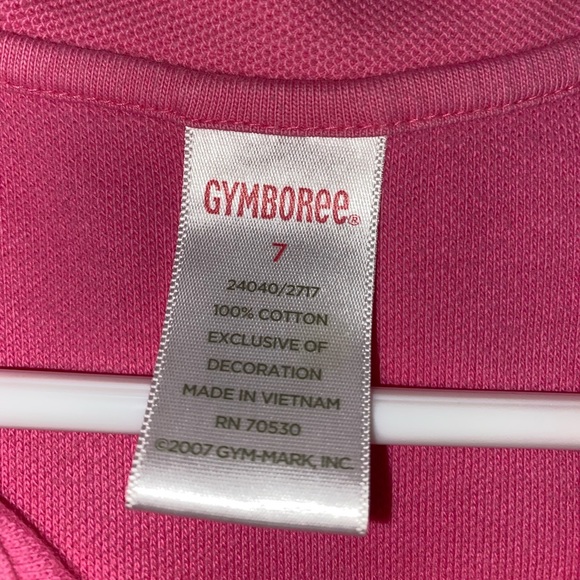 GYMBOREE®
7
24040/2717
100% COTTON
EXCLUSIVE OF
DECORATION
MADE IN VIETNAM
RN 70530
©2007 GYM-MARK, INC.